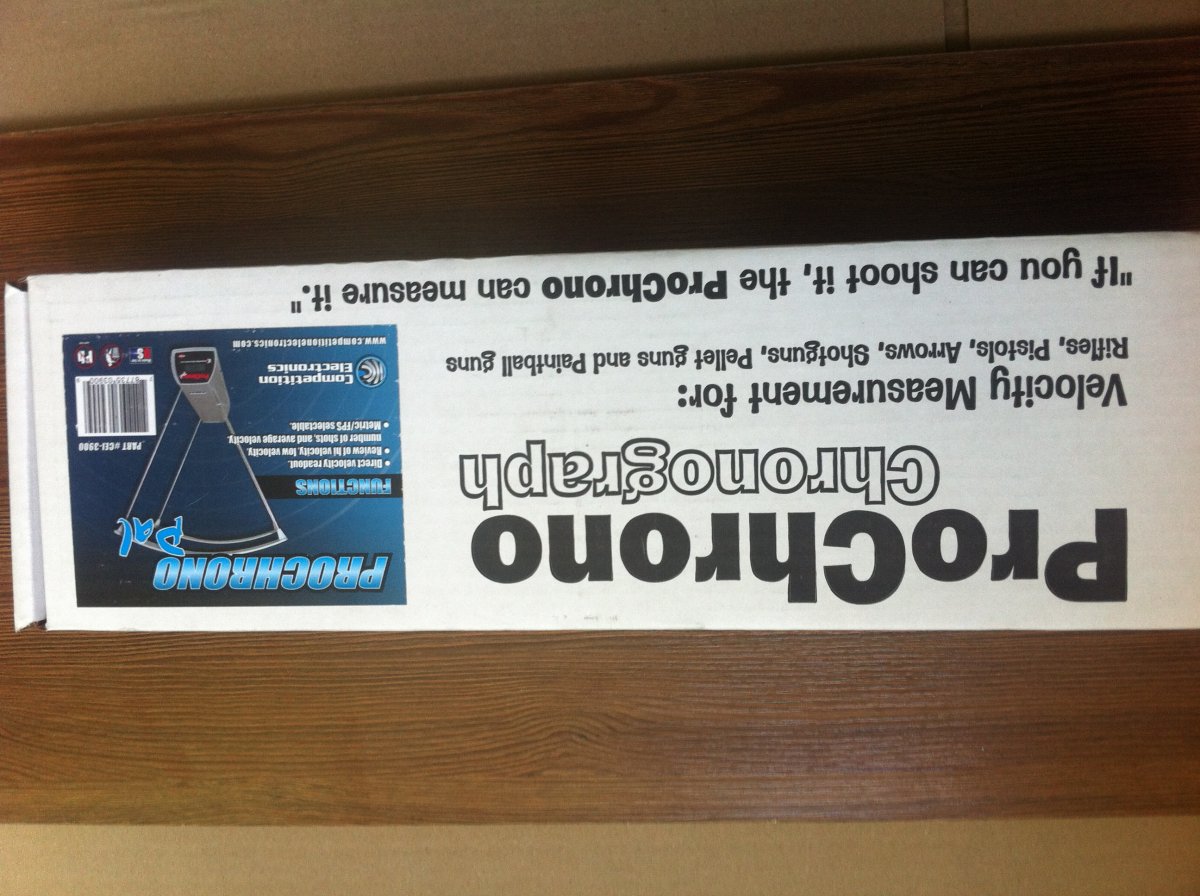 ProChrono
Chronograph
Velocity Measurement for:
Rifles, Pistols, Arrows, Shotguns, Pellet guns and Paintball guns
"If you can shoot it, the ProChrono can measure it."
PROCHRONO
Pal
FUNCTIONS
• Direct velocity readout.
• Review of hi velocity, low velocity,
number of shots, and average velocity.
• Metric/FPS selectable.
PART #CEI-3900
Competition
Electronics
www.competitionelectronics.com
Pb